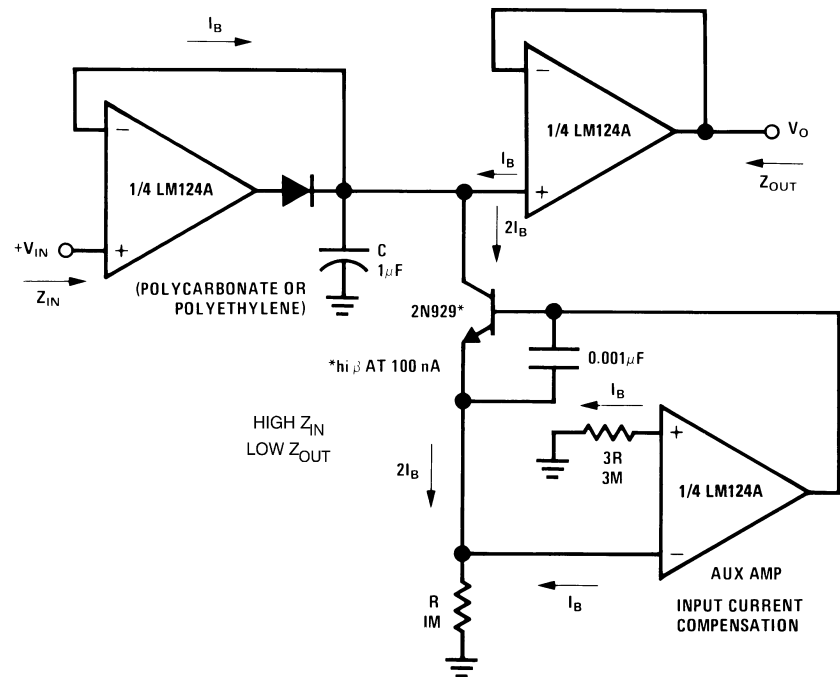 I_B
−
1/4 LM124A
+
+V_IN
Z_IN
C
1µF
(POLYCARBONATE OR
POLYETHYLENE)
−
1/4 LM124A
+
I_B
V_O
Z_OUT
2I_B
2N929*
*hi β AT 100 nA
0.001µF
HIGH Z_IN
LOW Z_OUT
I_B
3R
3M
+
1/4 LM124A
−
2I_B
I_B
AUX AMP
INPUT CURRENT
COMPENSATION
R
1M